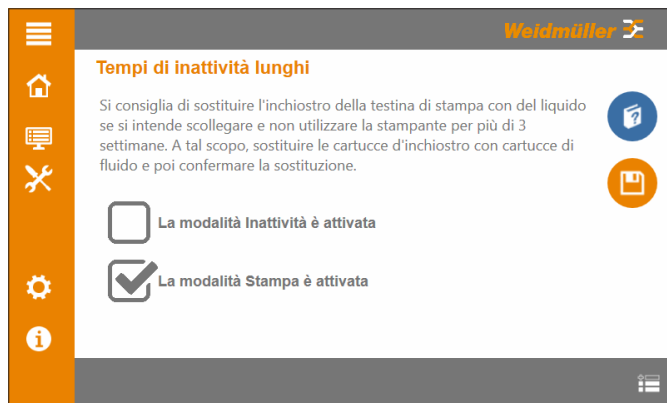 Weidmüller
Tempi di inattività lunghi
Si consiglia di sostituire l'inchiostro della testina di stampa con del liquido
se si intende scollegare e non utilizzare la stampante per più di 3
settimane. A tal scopo, sostituire le cartucce d'inchiostro con cartucce di
fluido e poi confermare la sostituzione.
La modalità Inattività è attivata
La modalità Stampa è attivata